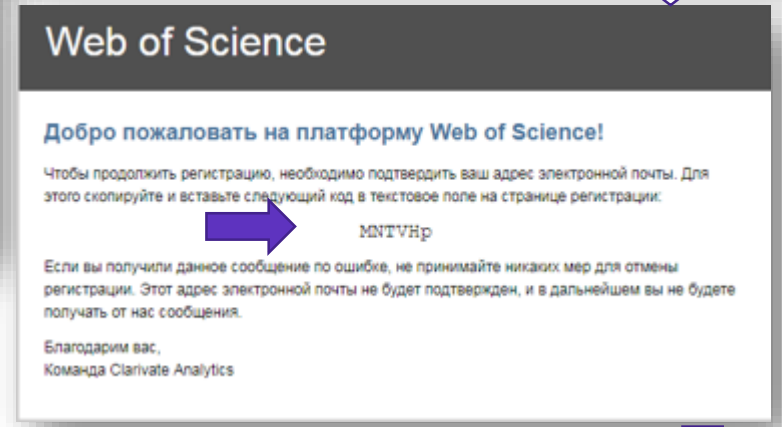 Web of Science
Добро пожаловать на платформу Web of Science!
Чтобы продолжить регистрацию, необходимо подтвердить ваш адрес электронной почты. Для
этого скопируйте и вставьте следующий код в текстовое поле на странице регистрации:
MNTVHp
Если вы получили данное сообщение по ошибке, не принимайте никаких мер для отмены
регистрации. Этот адрес электронной почты не будет подтвержден, и в дальнейшем вы не будете
получать от нас сообщения.
Благодарим вас,
Команда Clarivate Analytics